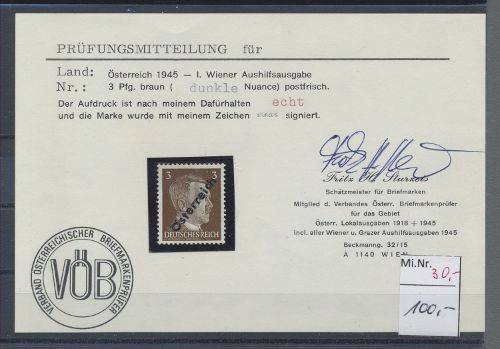 PRÜFUNGSMITTEILUNG für
Land: Österreich 1945 — I. Wiener Aushilfsausgabe
Nr.: 3 Pfg. braun ( dunkle Nuance) postfrisch.
Der Aufdruck ist nach meinem Dafürhalten echt
und die Marke wurde mit meinem Zeichen signiert.
Fritz H. Sturzeis
Schätzmeister für Briefmarken
Mitglied d. Verbandes Österr. Briefmarkenprüfer
für das Gebiet
Österr. Lokalausgaben 1918 + 1945
incl. aller Wiener u. Grazer Aushilfsausgaben 1945
Beckmanng. 32/15
A 1140 WIEN
3 3
Österreich
DEUTSCHES REICH
VERBAND ÖSTERREICHISCHER BRIEFMARKENPRÜFER
VÖB
Mi.Nr.
30,-
100,-